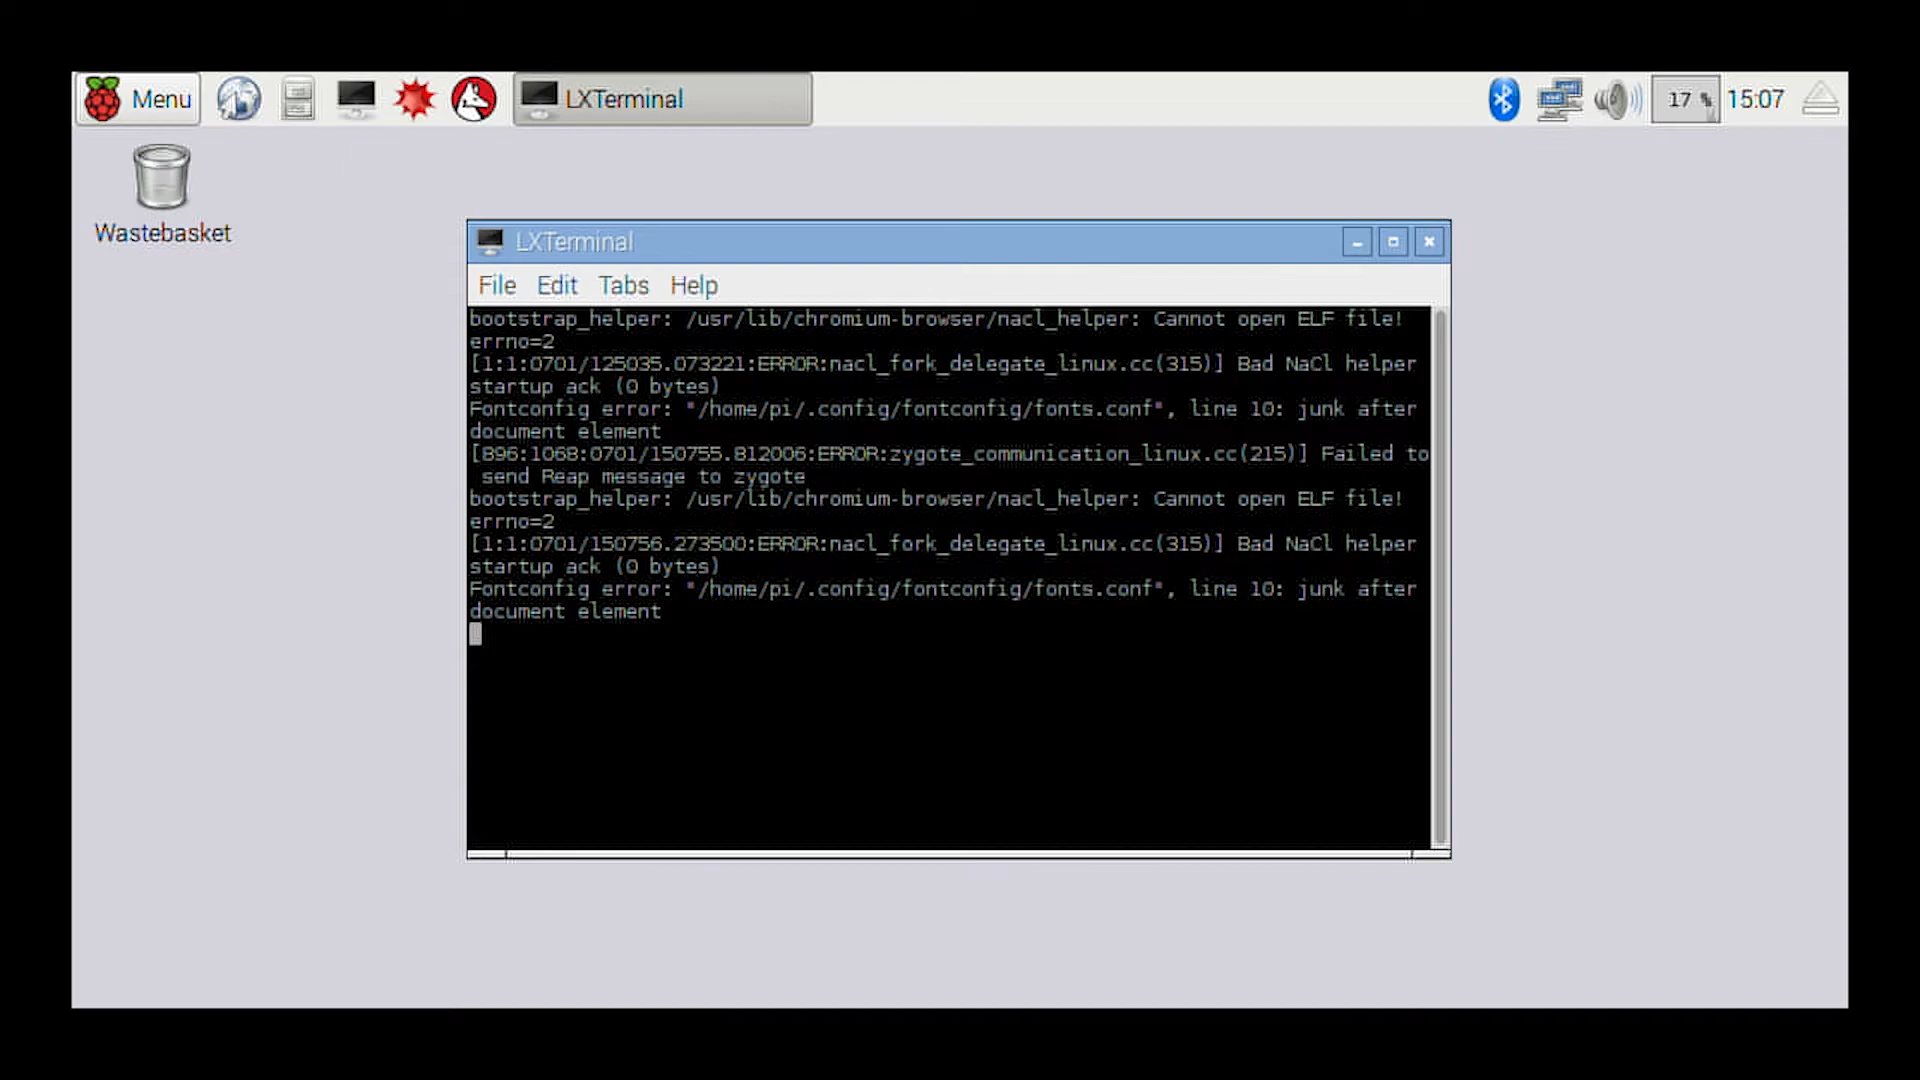 Menu
LXTerminal
17 %
15:07
Wastebasket
LXTerminal
File Edit Tabs Help
bootstrap_helper: /usr/lib/chromium-browser/nacl_helper: Cannot open ELF file!
errno=2
[1:1:0701/125035.073221:ERROR:nacl_fork_delegate_linux.cc(315)] Bad NaCl helper
startup ack (0 bytes)
Fontconfig error: "/home/pi/.config/fontconfig/fonts.conf", line 10: junk after
document element
[896:1068:0701/150755.812006:ERROR:zygote_communication_linux.cc(215)] Failed to
send Reap message to zygote
bootstrap_helper: /usr/lib/chromium-browser/nacl_helper: Cannot open ELF file!
errno=2
[1:1:0701/150756.273500:ERROR:nacl_fork_delegate_linux.cc(315)] Bad NaCl helper
startup ack (0 bytes)
Fontconfig error: "/home/pi/.config/fontconfig/fonts.conf", line 10: junk after
document element